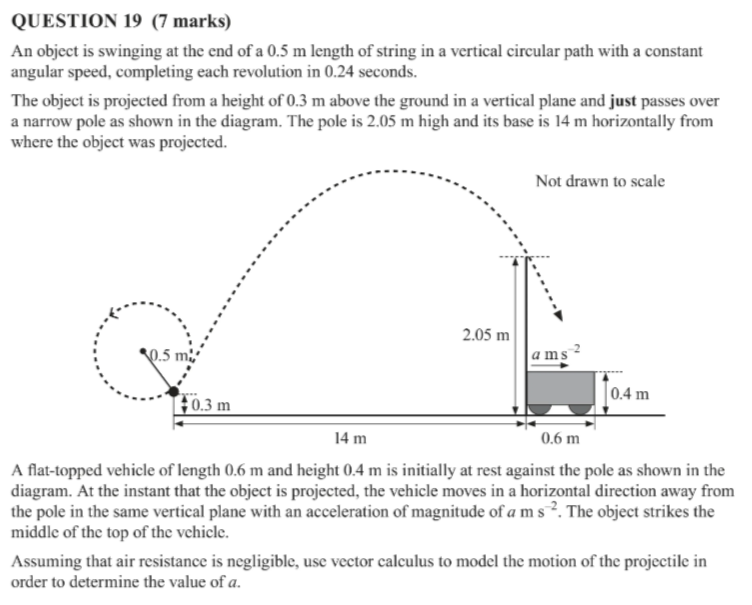 QUESTION 19 (7 marks)
An object is swinging at the end of a 0.5 m length of string in a vertical circular path with a constant
angular speed, completing each revolution in 0.24 seconds.
The object is projected from a height of 0.3 m above the ground in a vertical plane and just passes over
a narrow pole as shown in the diagram. The pole is 2.05 m high and its base is 14 m horizontally from
where the object was projected.
Not drawn to scale
2.05 m
0.5 m
a m s⁻²
0.4 m
0.3 m
14 m
0.6 m
A flat-topped vehicle of length 0.6 m and height 0.4 m is initially at rest against the pole as shown in the
diagram. At the instant that the object is projected, the vehicle moves in a horizontal direction away from
the pole in the same vertical plane with an acceleration of magnitude of a m s⁻². The object strikes the
middle of the top of the vehicle.
Assuming that air resistance is negligible, use vector calculus to model the motion of the projectile in
order to determine the value of a.